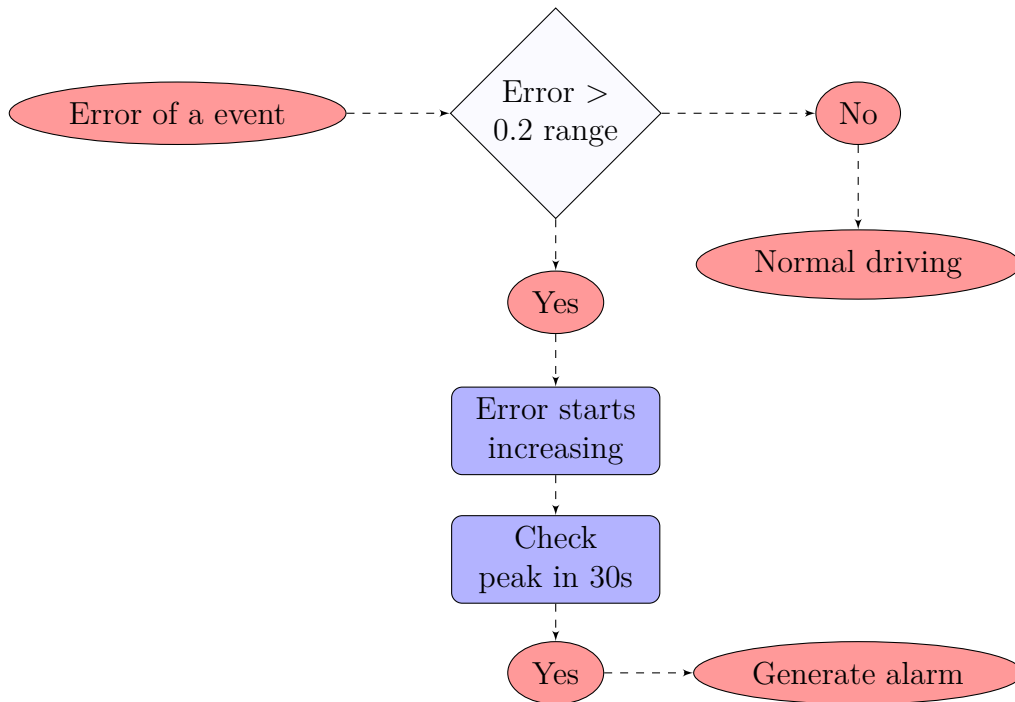 Error of a event
Error >
0.2 range
No
Normal driving
Yes
Error starts
increasing
Check
peak in 30s
Yes
Generate alarm